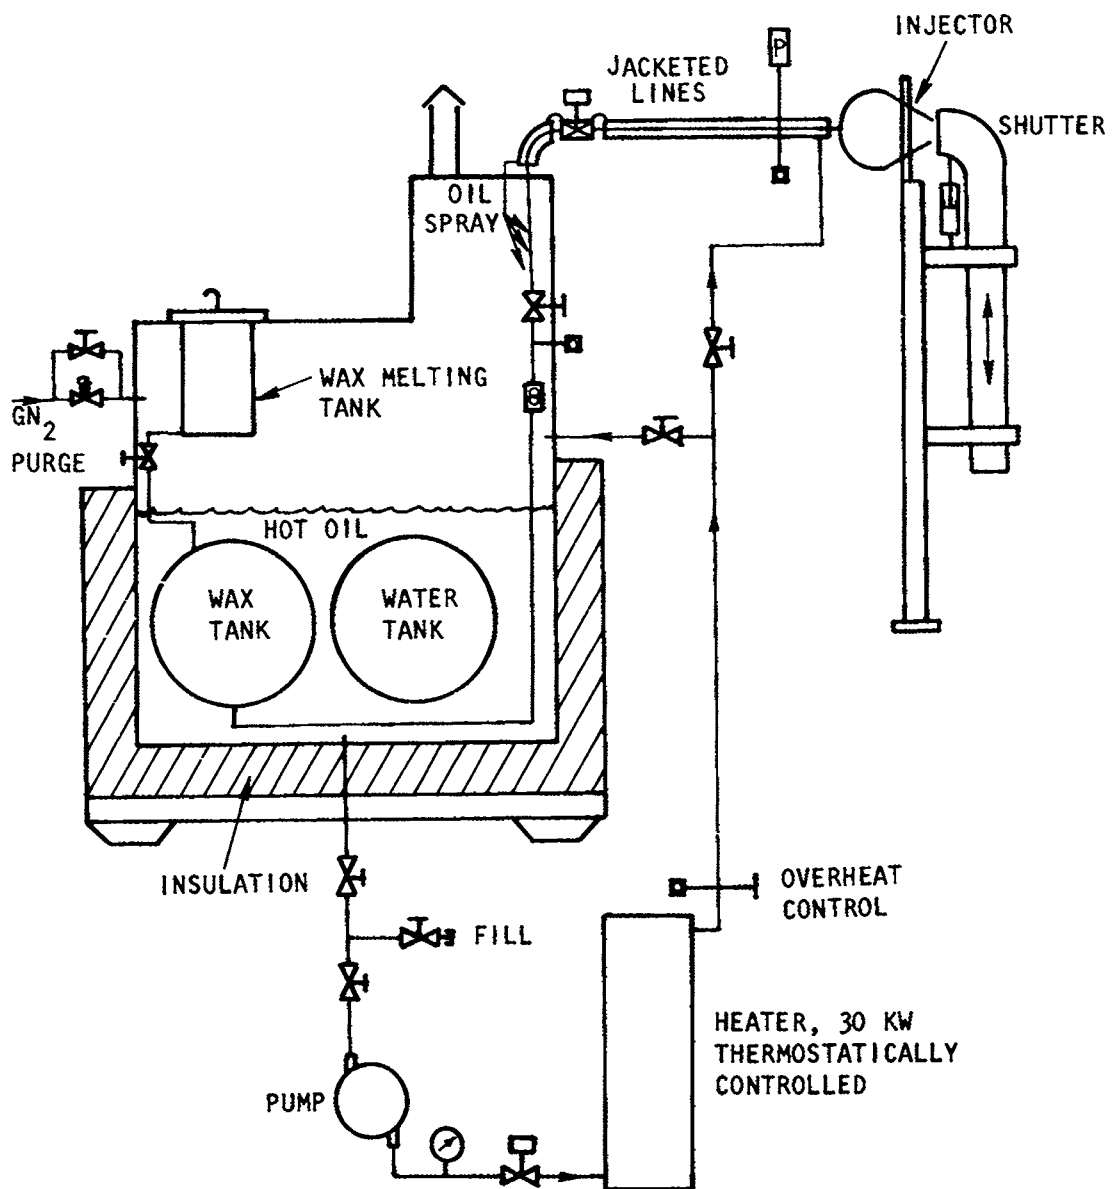 INJECTOR
JACKETED
LINES
P
SHUTTER
OIL
SPRAY
WAX MELTING
TANK
GN2
PURGE
HOT OIL
WAX
TANK
WATER
TANK
INSULATION
OVERHEAT
CONTROL
FILL
HEATER, 30 KW
THERMOSTATICALLY
CONTROLLED
PUMP